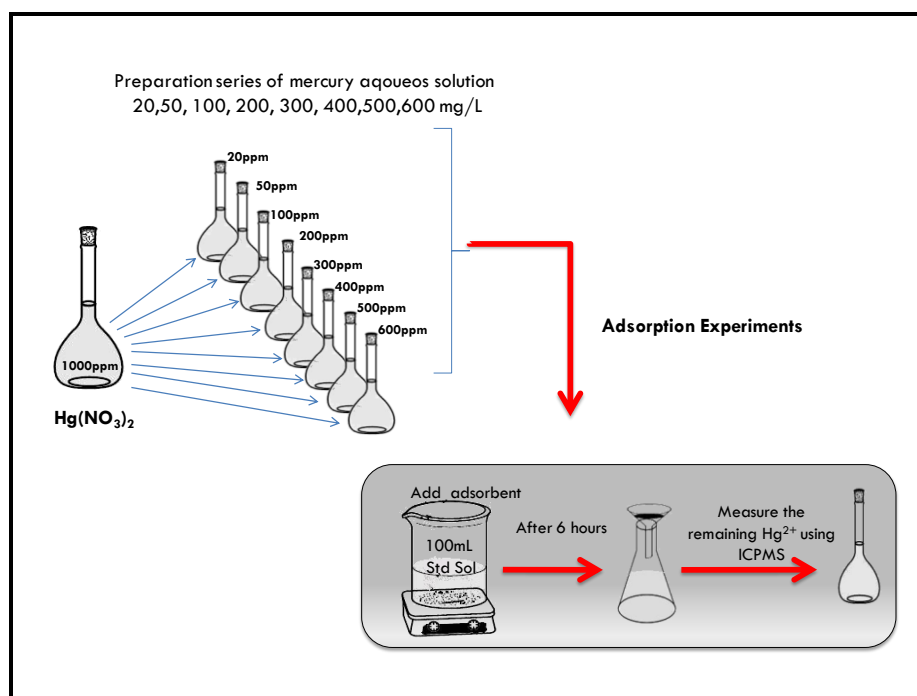 Preparation series of mercury aqoueos solution
20,50, 100, 200, 300, 400,500,600 mg/L
20ppm
50ppm
100ppm
200ppm
300ppm
400ppm
500ppm
600ppm
1000ppm
Hg(NO₃)₂
Adsorption Experiments
Add adsorbent
100mL
Std Sol
After 6 hours
Measure the
remaining Hg²⁺ using
ICPMS